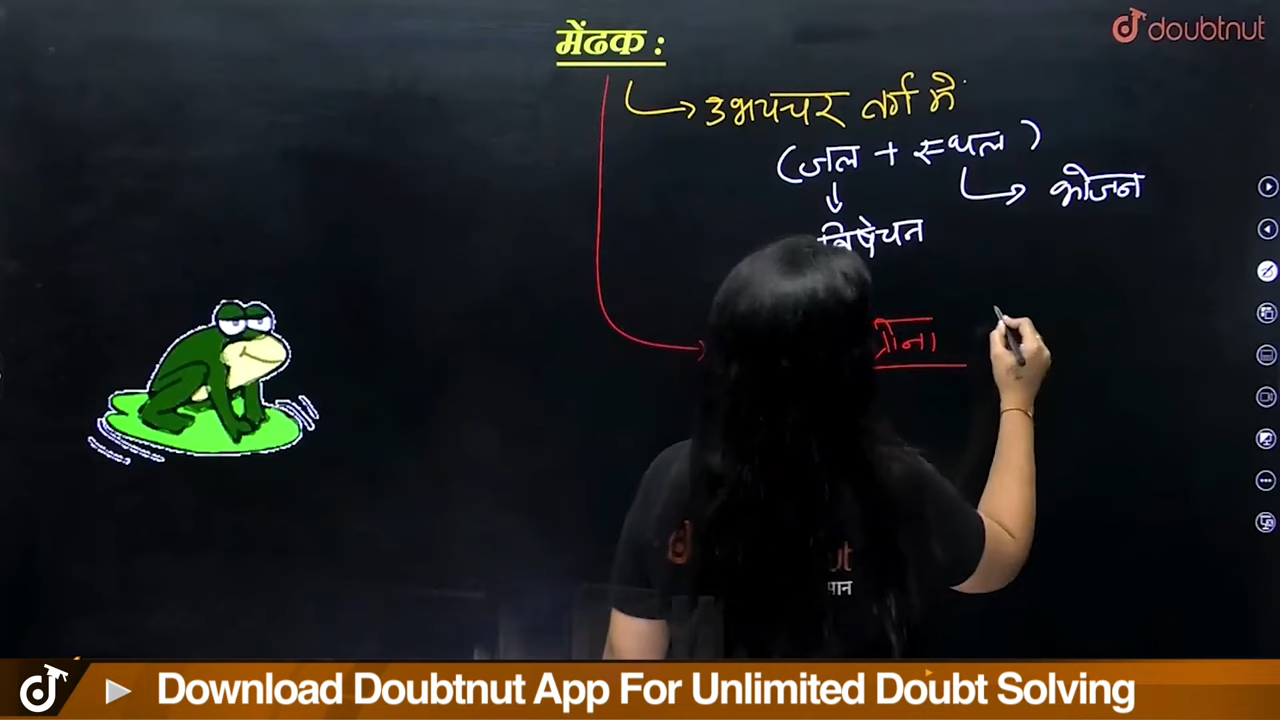 doubtnut
मेंढक :
उभयचर वर्ग में
(जल + स्थल)
भोजन
निषेचन
Download Doubtnut App For Unlimited Doubt Solving